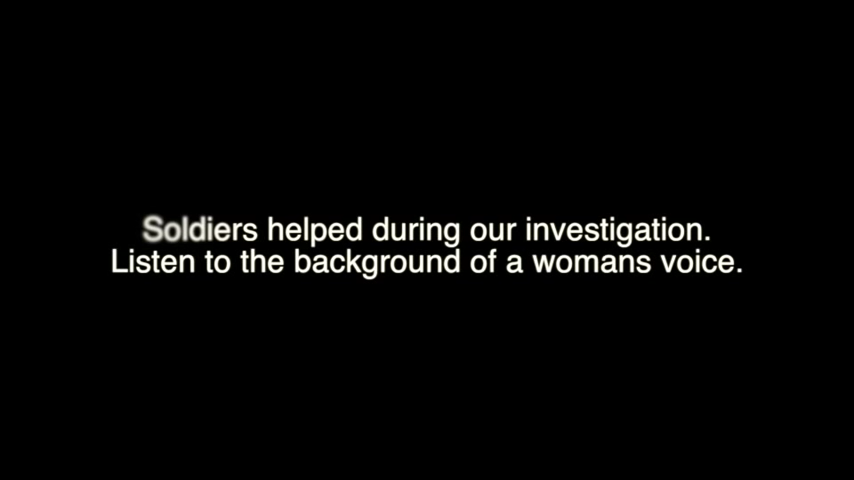 Soldiers helped during our investigation.
Listen to the background of a womans voice.